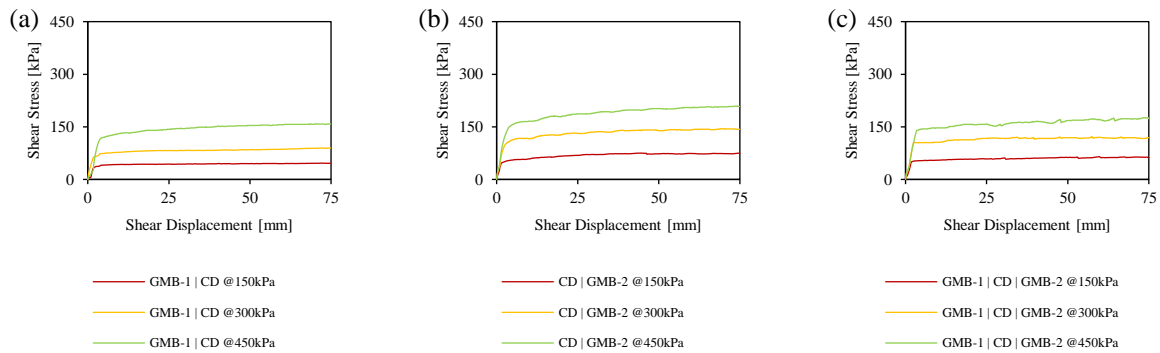 (a)
450
300
150
0
Shear Stress [kPa]
0 25 50 75
Shear Displacement [mm]
GMB-1 | CD @150kPa
GMB-1 | CD @300kPa
GMB-1 | CD @450kPa
(b)
450
300
150
0
Shear Stress [kPa]
0 25 50 75
Shear Displacement [mm]
CD | GMB-2 @150kPa
CD | GMB-2 @300kPa
CD | GMB-2 @450kPa
(c)
450
300
150
0
Shear Stress [kPa]
0 25 50 75
Shear Displacement [mm]
GMB-1 | CD | GMB-2 @150kPa
GMB-1 | CD | GMB-2 @300kPa
GMB-1 | CD | GMB-2 @450kPa